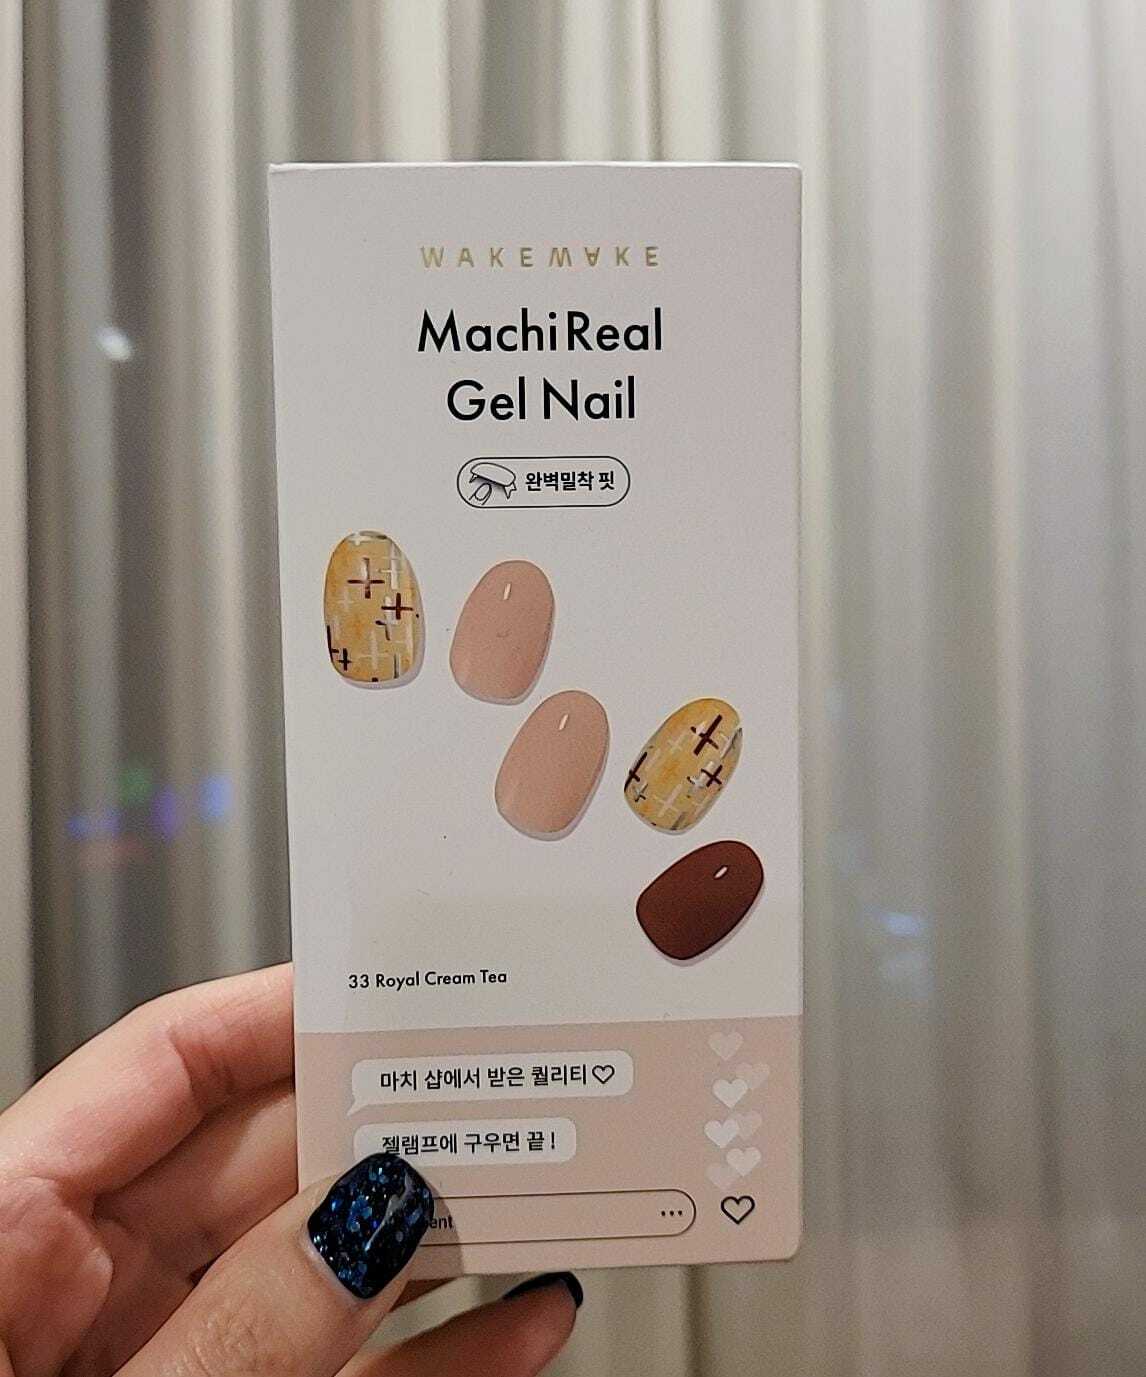 WAKEMAKE
MachiReal
Gel Nail
완벽밀착 핏
33 Royal Cream Tea
마치 샵에서 받은 퀄리티♡
젤램프에 구우면 끝!
...